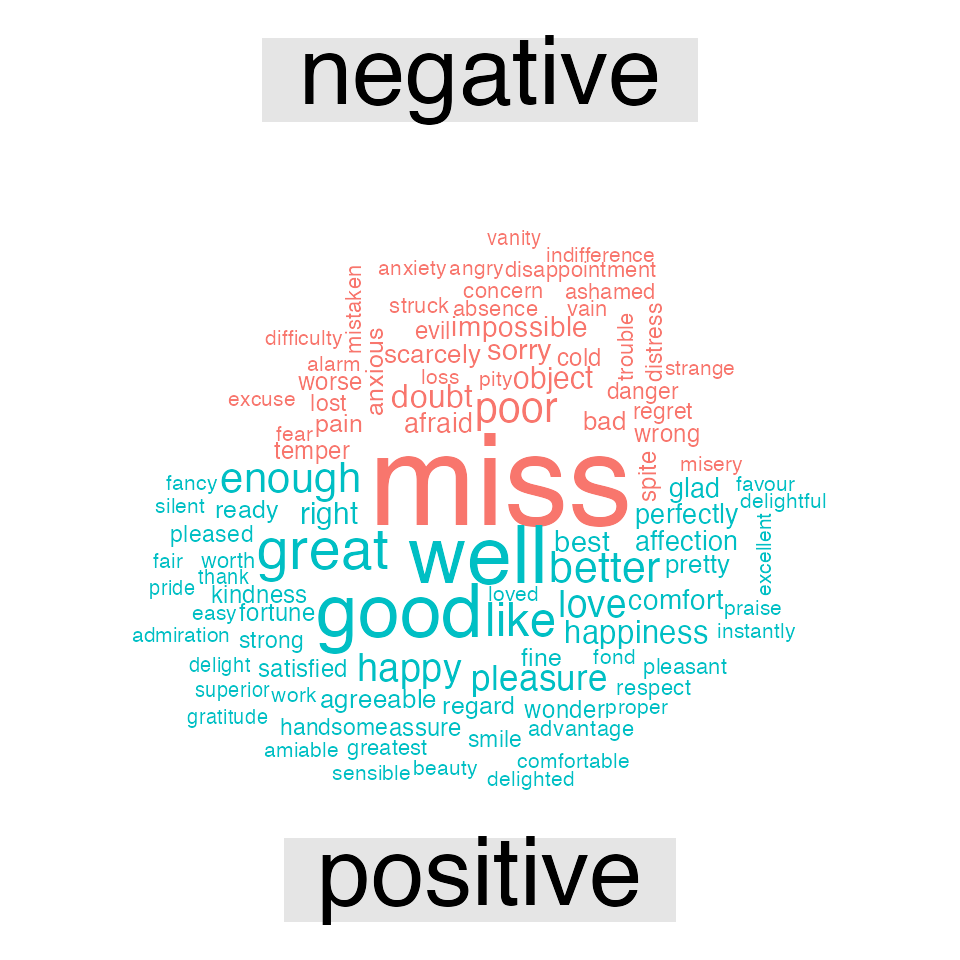 negative
vanity
indifference
anxiety angry disappointment
mistaken
concern ashamed
struck absence vain
evil impossible
trouble
distress
difficulty
anxious
scarcely sorry cold
alarm
worse
loss pity object
strange
excuse
lost
doubt
danger
poor
regret
pain
afraid
bad
fear
wrong
temper
miss
spite
misery
enough
fancy
glad
favour
silent ready right
delightful
perfectly
pleased
great well best affection
excellent
fair worth
better pretty
thank
pride
kindness
loved
easy fortune good like love comfort praise
admiration strong
happiness instantly
delight satisfied happy
fine fond pleasant
superior work agreeable
pleasure respect
gratitude
regard wonder proper
handsome assure
smile advantage
amiable greatest
comfortable
sensible beauty
delighted
positive